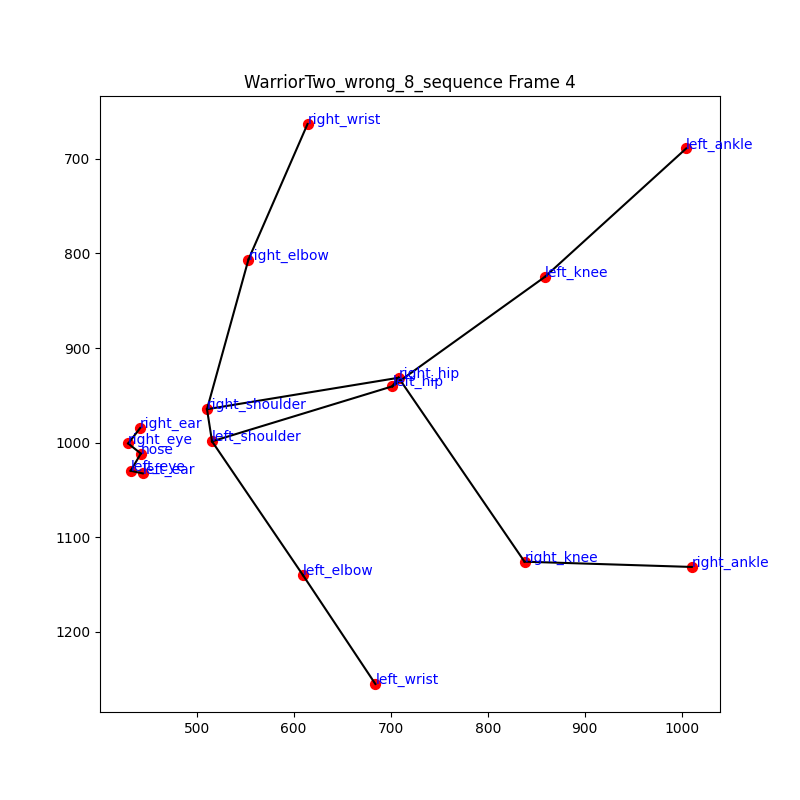 WarriorTwo_wrong_8_sequence Frame 4
right_wrist
left_ankle
700
right_elbow
800
left_knee
900
right_hip
left_hip
right_shoulder
right_ear
left_shoulder
right_eye
1000
nose
left_eye
left_ear
1100
right_knee
right_ankle
left_elbow
1200
left_wrist
500 600 700 800 900 1000